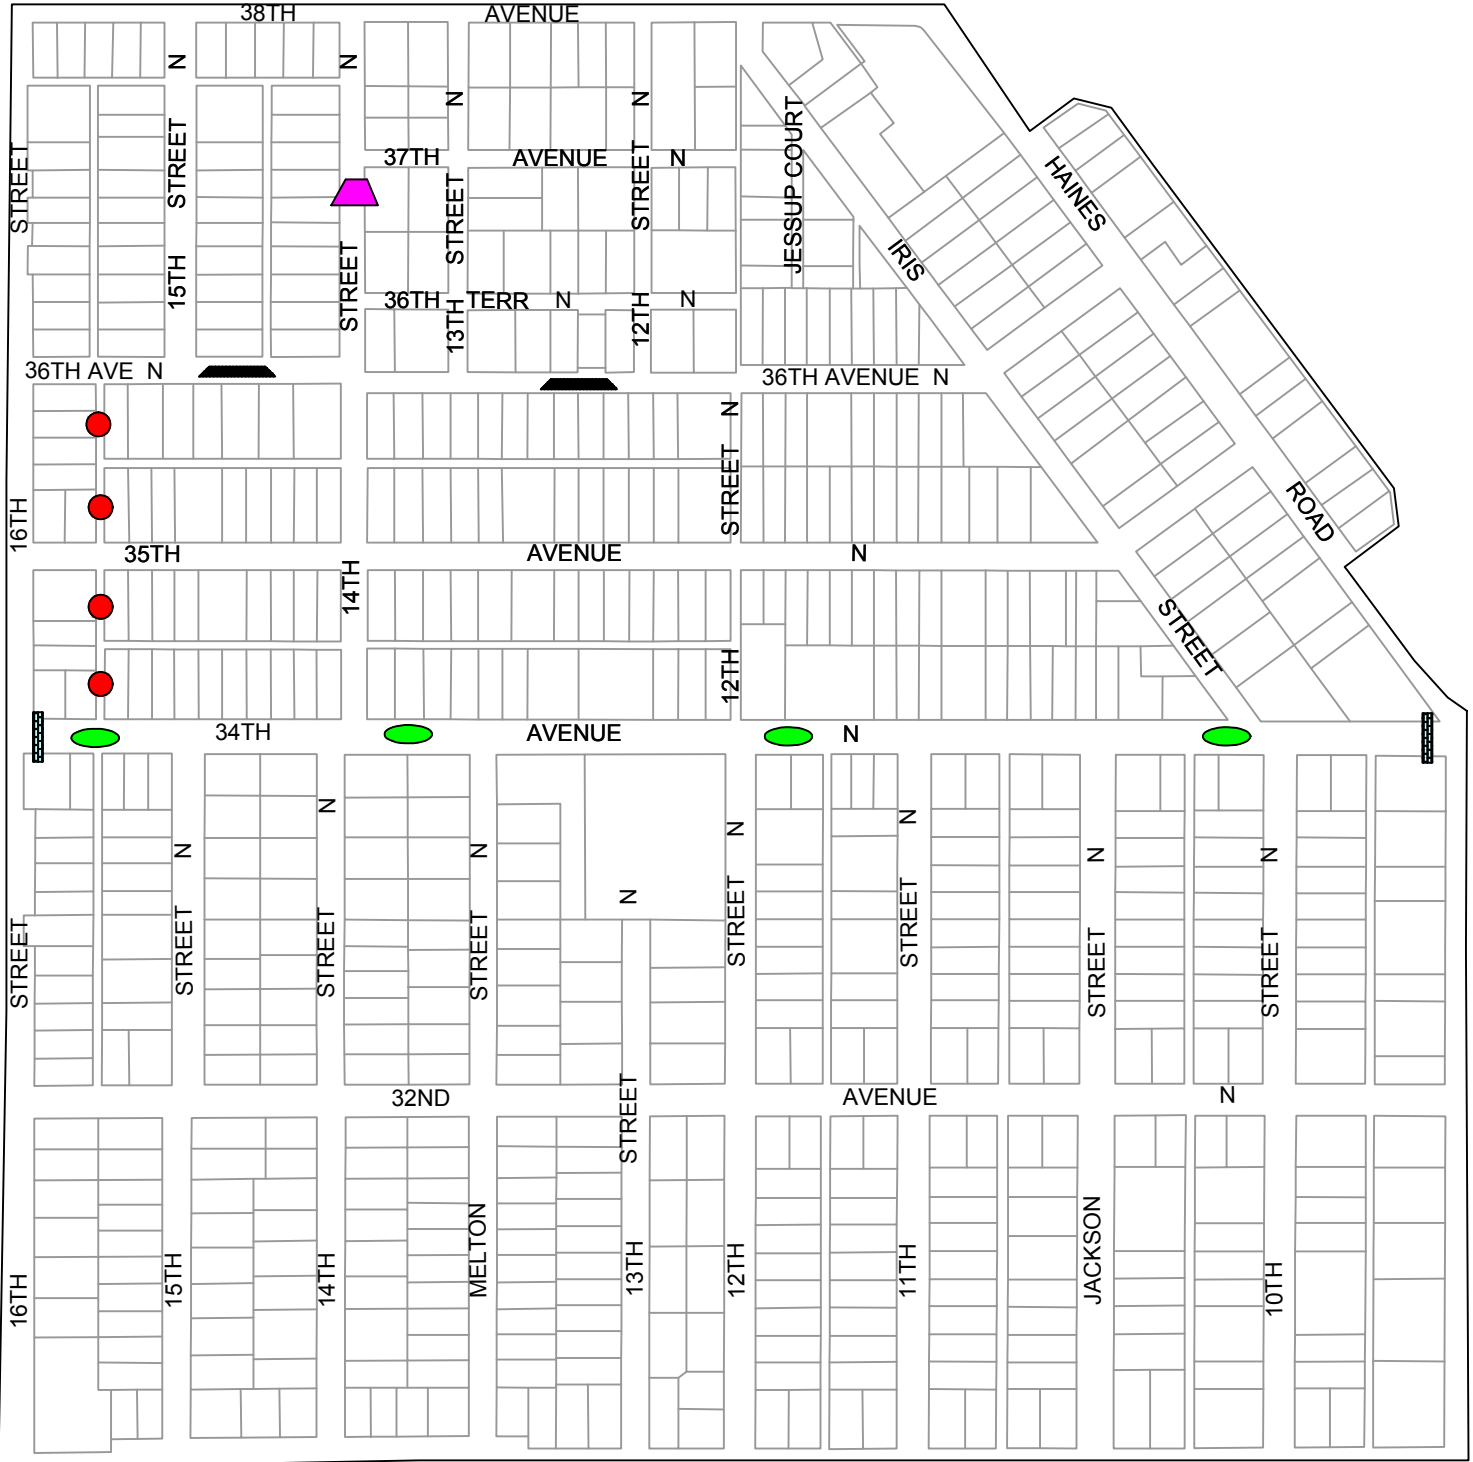 38TH AVENUE
N
N
N
N
STREET
STREET
15TH
37TH AVENUE N
STREET
STREET
STREET
JESSUP COURT
HAINES
IRIS
36TH TERR N
N
13TH
12TH
36TH AVE N
36TH AVENUE N
N
STREET
16TH
ROAD
35TH AVENUE N
14TH
STREET
12TH
34TH AVENUE N
N
N
N
N
N
N
N
N
STREET
STREET
STREET
STREET
STREET
STREET
STREET
STREET
32ND AVENUE N
STREET
16TH
15TH
14TH
MELTON
13TH
12TH
11TH
JACKSON
10TH